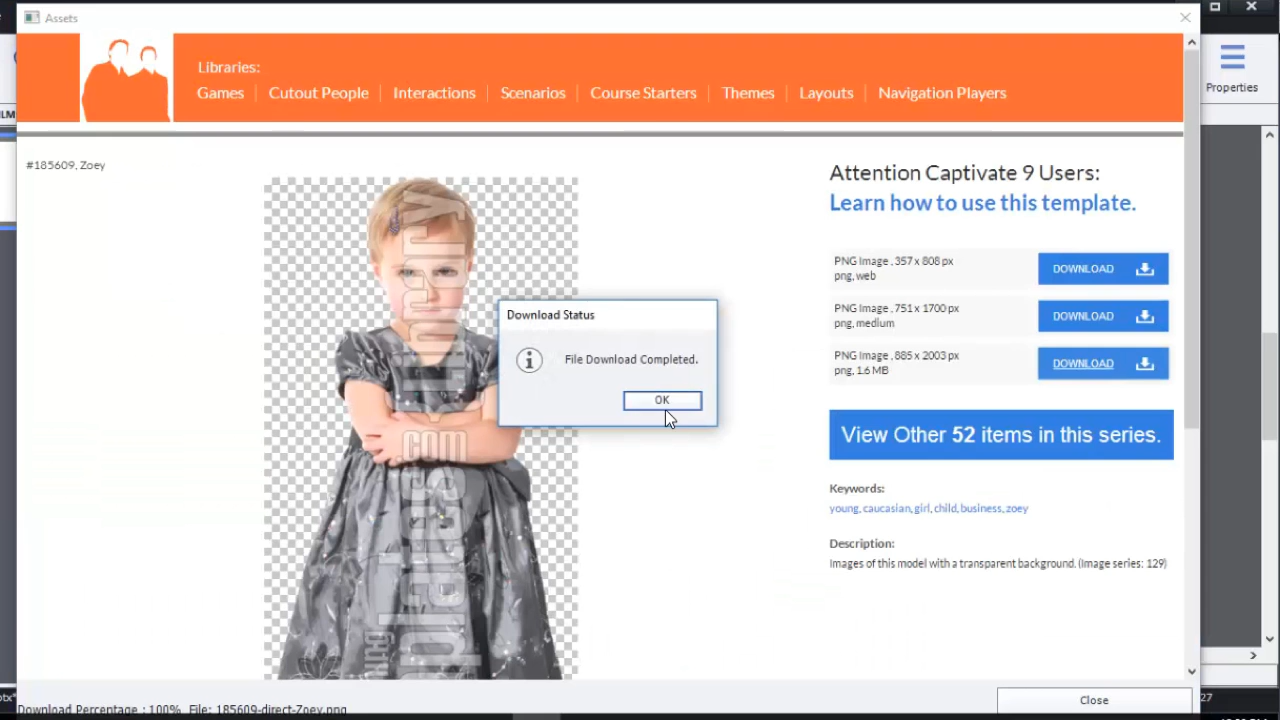 Assets
Libraries:
Games
Cutout People
Interactions
Scenarios
Course Starters
Themes
Layouts
Navigation Players
Properties
#185609, Zoey
Attention Captivate 9 Users:
Learn how to use this template.
PNG Image , 357 x 808 px
png, web
DOWNLOAD
PNG Image , 751 x 1700 px
png, medium
DOWNLOAD
PNG Image , 885 x 2003 px
png, 1.6 MB
DOWNLOAD
Download Status
File Download Completed.
OK
View Other 52 items in this series.
Keywords:
young, caucasian, girl, child, business, zoey
Description:
Images of this model with a transparent background. (Image series: 129)
Close
Download Percentage : 100% File: 185609-direct-Zoey.png
27